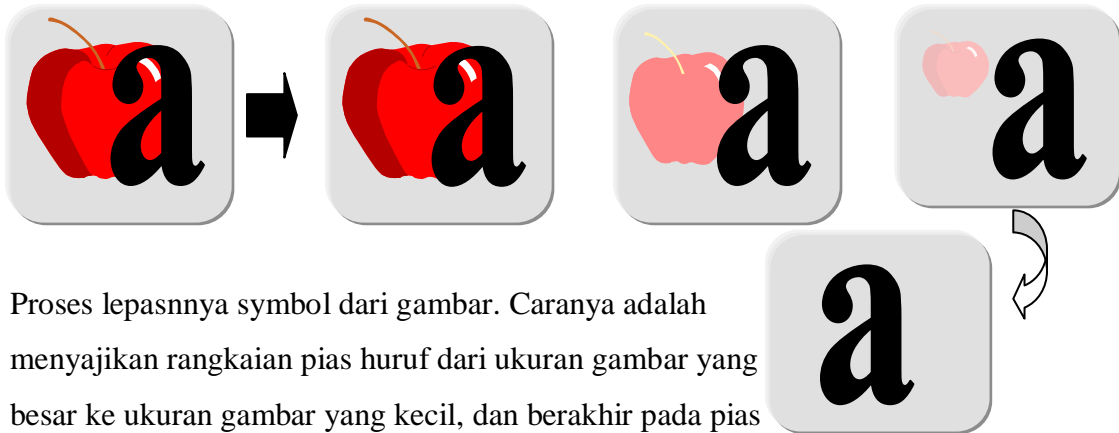 a a a a
a
Proses lepasnnya symbol dari gambar. Caranya adalah
menyajikan rangkaian pias huruf dari ukuran gambar yang
besar ke ukuran gambar yang kecil, dan berakhir pada pias